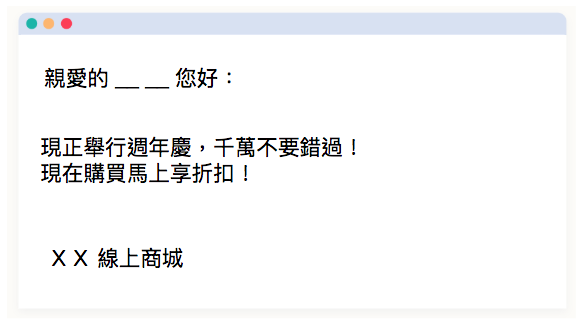 親愛的 __ __ 您好：
現正舉行週年慶，千萬不要錯過！
現在購買馬上享折扣！
X X 線上商城